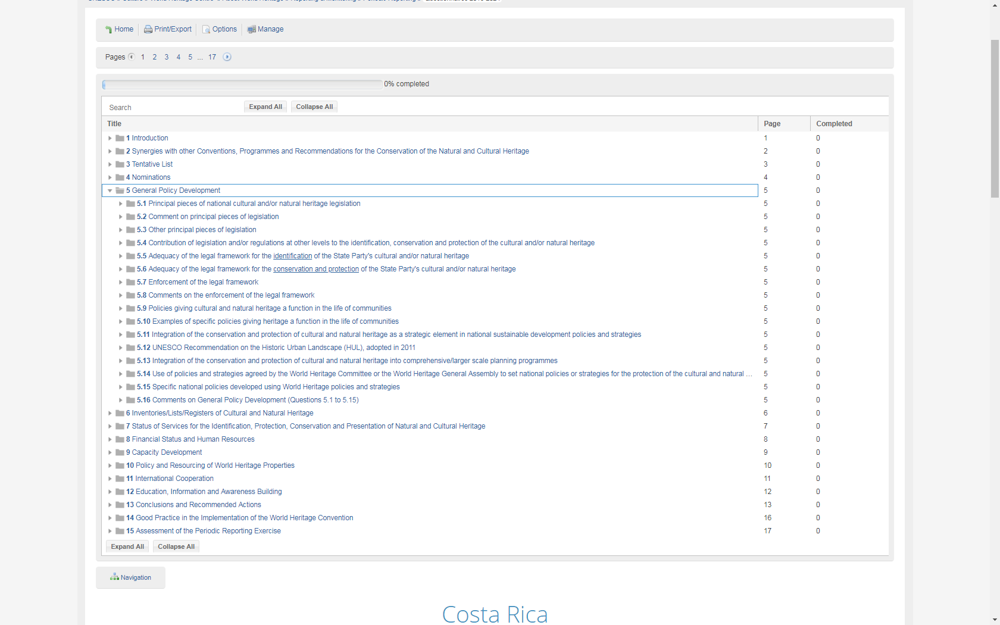 Home Print/Export Options Manage
Pages 1 2 3 4 5 ... 17
0% completed
Search Expand All Collapse All
Title Page Completed
1 Introduction 1 0
2 Synergies with other Conventions, Programmes and Recommendations for the Conservation of the Natural and Cultural Heritage 2 0
3 Tentative List 3 0
4 Nominations 4 0
5 General Policy Development 5 0
5.1 Principal pieces of national cultural and/or natural heritage legislation 5 0
5.2 Comment on principal pieces of legislation 5 0
5.3 Other principal pieces of legislation 5 0
5.4 Contribution of legislation and/or regulations at other levels to the identification, conservation and protection of the cultural and/or natural heritage 5 0
5.5 Adequacy of the legal framework for the identification of the State Party's cultural and/or natural heritage 5 0
5.6 Adequacy of the legal framework for the conservation and protection of the State Party's cultural and/or natural heritage 5 0
5.7 Enforcement of the legal framework 5 0
5.8 Comments on the enforcement of the legal framework 5 0
5.9 Policies giving cultural and natural heritage a function in the life of communities 5 0
5.10 Examples of specific policies giving heritage a function in the life of communities 5 0
5.11 Integration of the conservation and protection of cultural and natural heritage as a strategic element in national sustainable development policies and strategies 5 0
5.12 UNESCO Recommendation on the Historic Urban Landscape (HUL), adopted in 2011 5 0
5.13 Integration of the conservation and protection of cultural and natural heritage into comprehensive/larger scale planning programmes 5 0
5.14 Use of policies and strategies agreed by the World Heritage Committee or the World Heritage General Assembly to set national policies or strategies for the protection of the cultural and natural ... 5 0
5.15 Specific national policies developed using World Heritage policies and strategies 5 0
5.16 Comments on General Policy Development (Questions 5.1 to 5.15) 5 0
6 Inventories/Lists/Registers of Cultural and Natural Heritage 6 0
7 Status of Services for the Identification, Protection, Conservation and Presentation of Natural and Cultural Heritage 7 0
8 Financial Status and Human Resources 8 0
9 Capacity Development 9 0
10 Policy and Resourcing of World Heritage Properties 10 0
11 International Cooperation 11 0
12 Education, Information and Awareness Building 12 0
13 Conclusions and Recommended Actions 13 0
14 Good Practice in the Implementation of the World Heritage Convention 16 0
15 Assessment of the Periodic Reporting Exercise 17 0
Expand All Collapse All
Navigation
Costa Rica